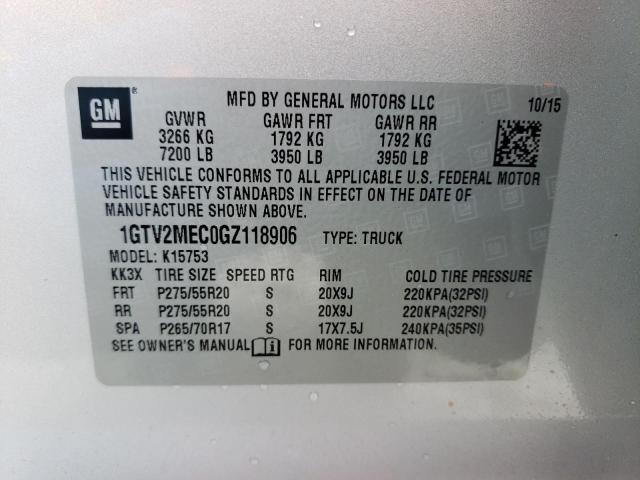 GM
MFD BY GENERAL MOTORS LLC 10/15
GVWR GAWR FRT GAWR RR
3266 KG 1792 KG 1792 KG
7200 LB 3950 LB 3950 LB
THIS VEHICLE CONFORMS TO ALL APPLICABLE U.S. FEDERAL MOTOR
VEHICLE SAFETY STANDARDS IN EFFECT ON THE DATE OF
MANUFACTURE SHOWN ABOVE.
1GTV2MEC0GZ118906 TYPE: TRUCK
MODEL: K15753
KK3X TIRE SIZE SPEED RTG RIM COLD TIRE PRESSURE
FRT P275/55R20 S 20X9J 220KPA(32PSI)
RR P275/55R20 S 20X9J 220KPA(32PSI)
SPA P265/70R17 S 17X7.5J 240KPA(35PSI)
SEE OWNER'S MANUAL i FOR MORE INFORMATION.